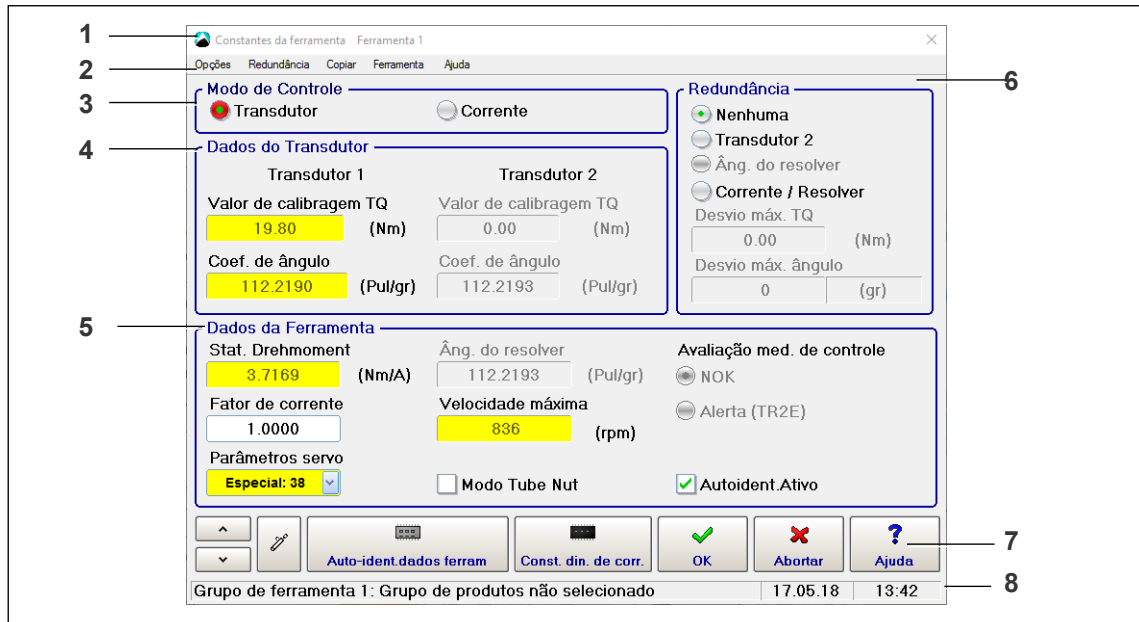 1
Constantes da ferramenta Ferramenta 1
2
Opções Redundância Copiar Ferramenta Ajuda
6
3
Modo de Controle
Transdutor Corrente
Redundância
Nenhuma
Transdutor 2
Âng. do resolver
Corrente / Resolver
Desvio máx. TQ
0.00 (Nm)
Desvio máx. ângulo
0 (gr)
4
Dados do Transdutor
Transdutor 1 Transdutor 2
Valor de calibragem TQ Valor de calibragem TQ
19.80 (Nm) 0.00 (Nm)
Coef. de ângulo Coef. de ângulo
112.2190 (Pul/gr) 112.2193 (Pul/gr)
5
Dados da Ferramenta
Stat. Drehmoment Âng. do resolver Avaliação med. de controle
3.7169 (Nm/A) 112.2193 (Pul/gr) NOK
Fator de corrente Velocidade máxima Alerta (TR2E)
1.0000 836 (rpm)
Parâmetros servo
Especial: 38 Modo Tube Nut Autoident.Ativo
Auto-ident.dados ferram Const. din. de corr. OK Abortar Ajuda
7
Grupo de ferramenta 1: Grupo de produtos não selecionado 17.05.18 13:42
8